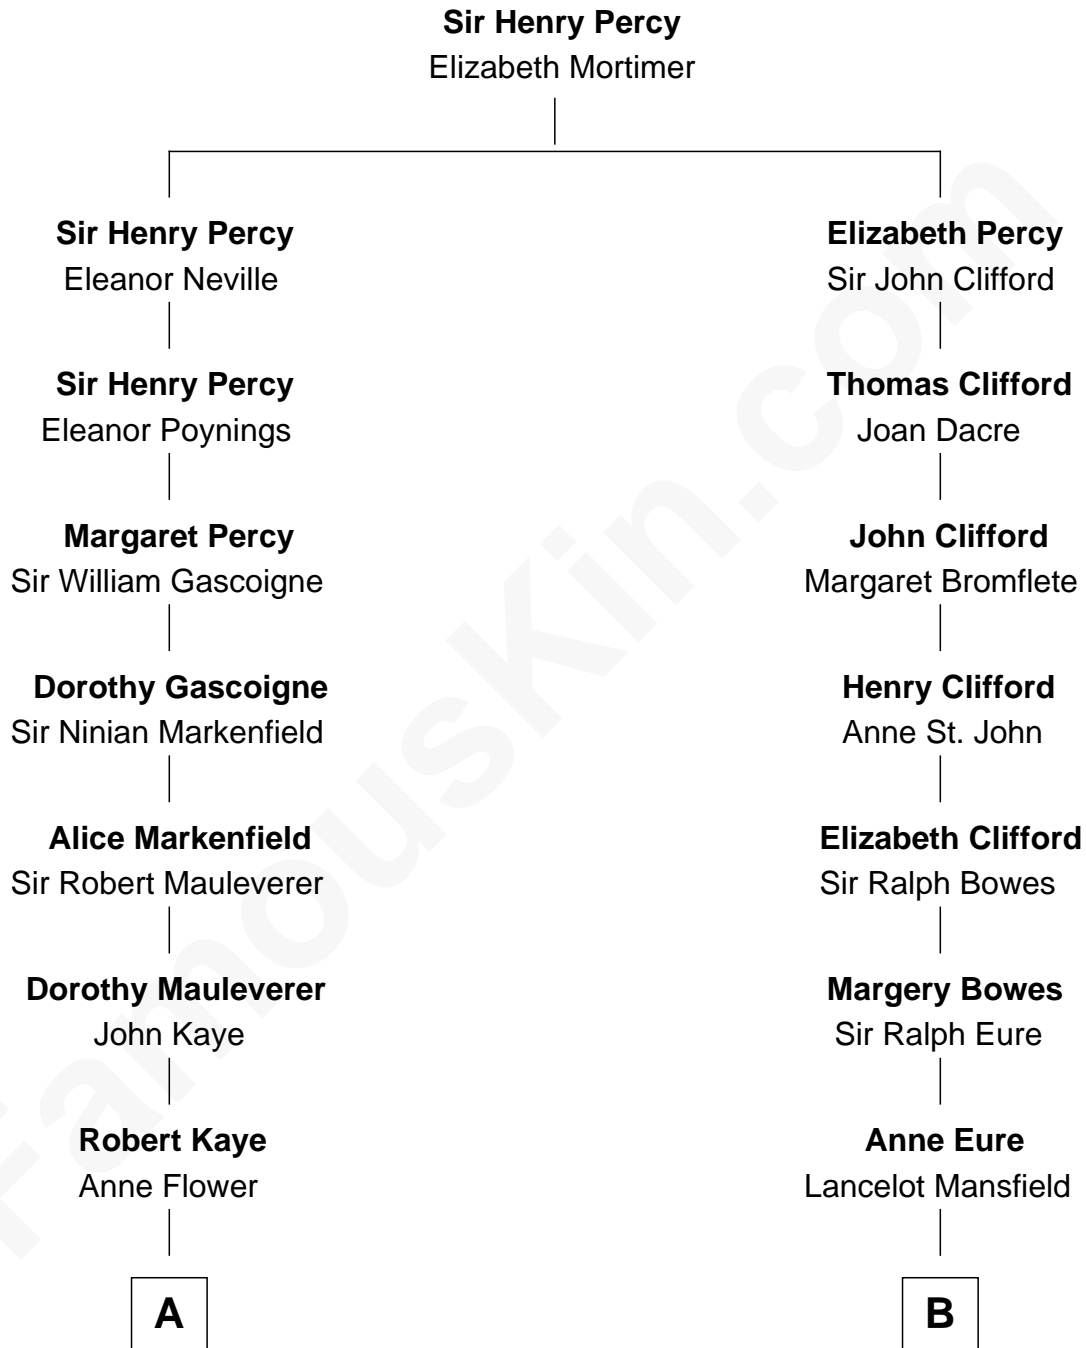 Sir Henry Percy
Elizabeth Mortimer
Sir Henry Percy
Eleanor Neville
Sir Henry Percy
Eleanor Poynings
Margaret Percy
Sir William Gascoigne
Dorothy Gascoigne
Sir Ninian Markenfield
Alice Markenfield
Sir Robert Mauleverer
Dorothy Mauleverer
John Kaye
Robert Kaye
Anne Flower
A
Elizabeth Percy
Sir John Clifford
Thomas Clifford
Joan Dacre
John Clifford
Margaret Bromflete
Henry Clifford
Anne St. John
Elizabeth Clifford
Sir Ralph Bowes
Margery Bowes
Sir Ralph Eure
Anne Eure
Lancelot Mansfield
B
FamousKin.com